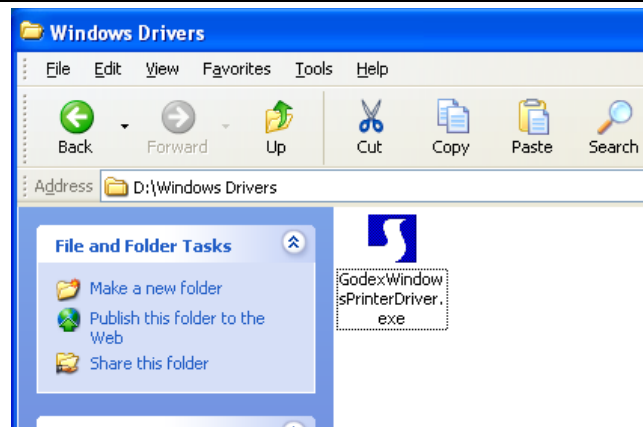 Windows Drivers
File Edit View Favorites Tools Help
Back Forward Up Cut Copy Paste Search
Address D:\Windows Drivers
File and Folder Tasks
Make a new folder
Publish this folder to the
Web
Share this folder
GodexWindow
sPrinterDriver.
exe